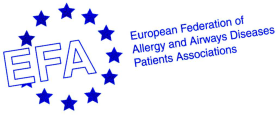 EFA
European Federation of
Allergy and Airways Diseases
Patients Associations